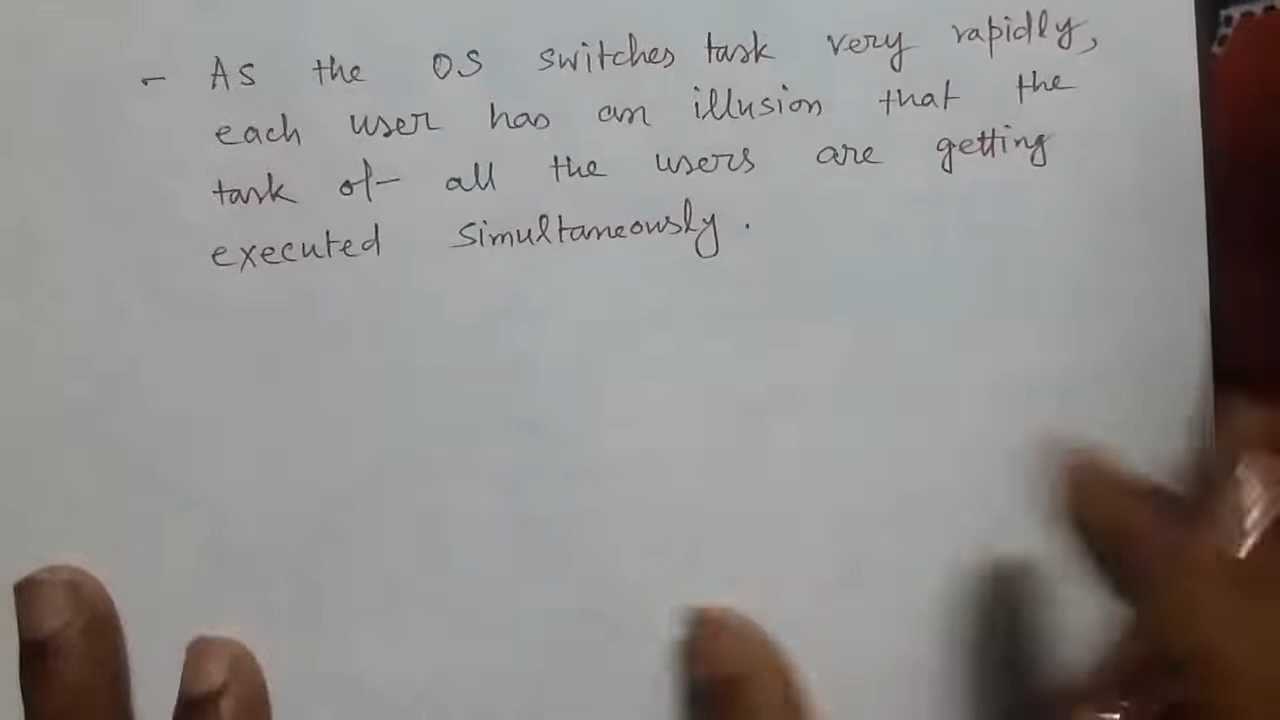 - As the OS switches task very rapidly,
each user has an illusion that the
task of all the users are getting
executed simultaneously.